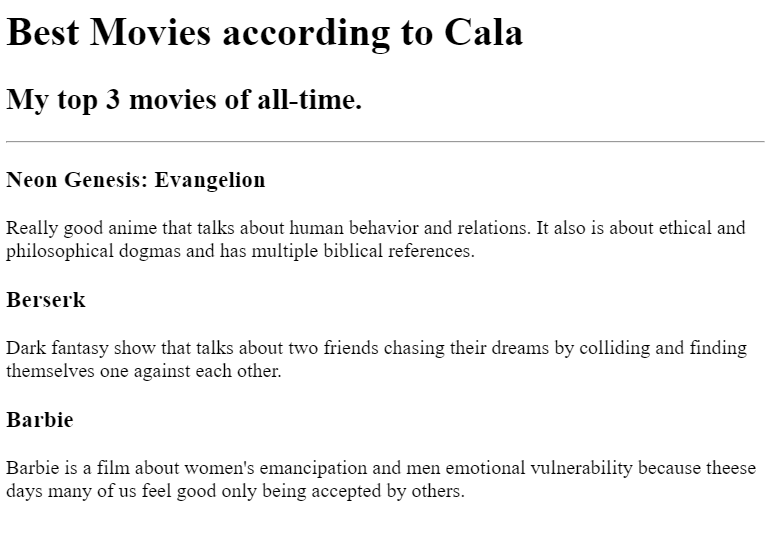 Best Movies according to Cala
My top 3 movies of all-time.
Neon Genesis: Evangelion
Really good anime that talks about human behavior and relations. It also is about ethical and
philosophical dogmas and has multiple biblical references.
Berserk
Dark fantasy show that talks about two friends chasing their dreams by colliding and finding
themselves one against each other.
Barbie
Barbie is a film about women's emancipation and men emotional vulnerability because theese
days many of us feel good only being accepted by others.